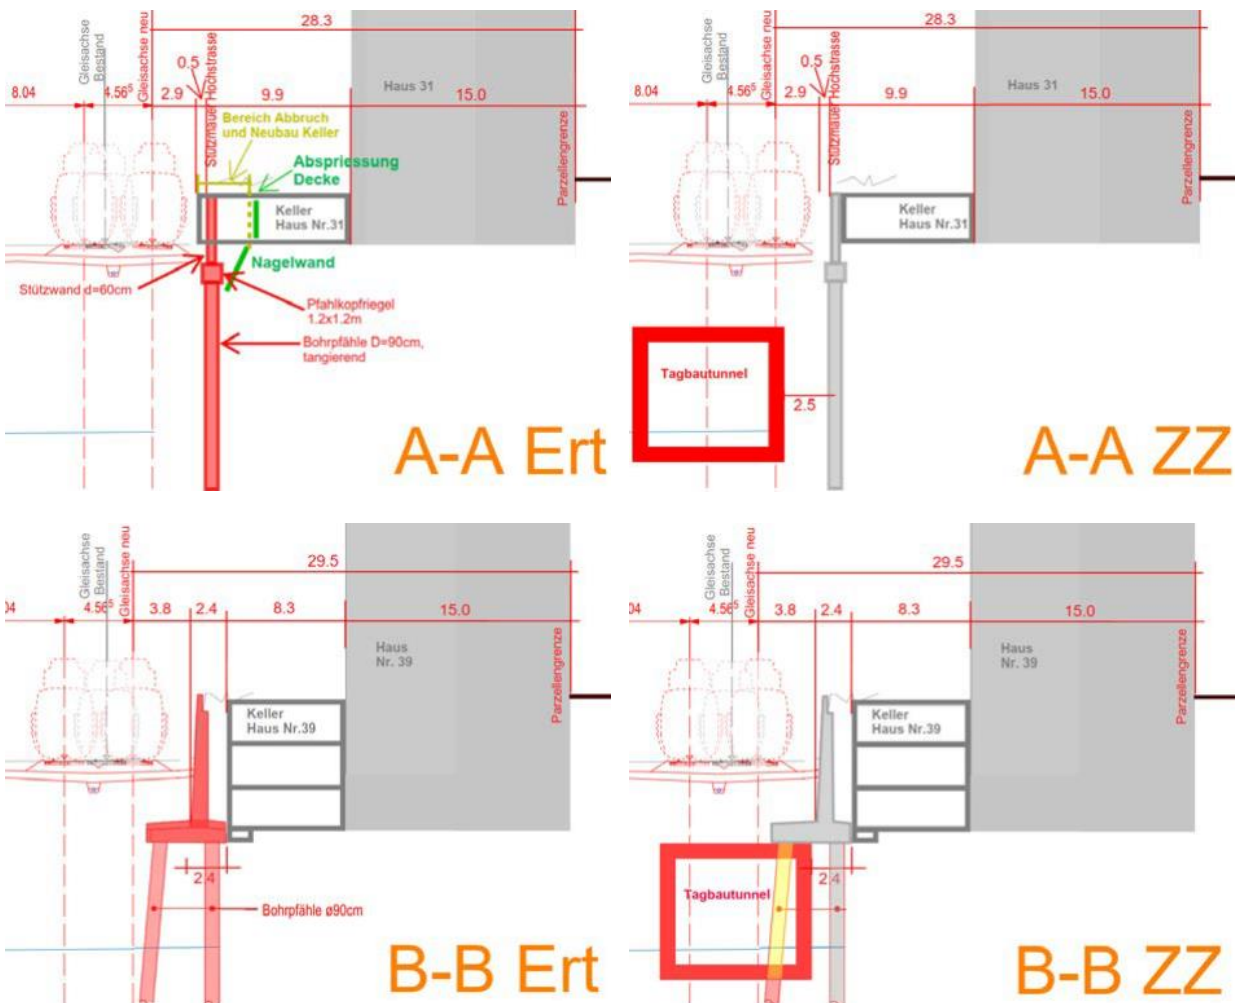 28.3
Gleisachse
Bestand
Gleisachse neu
0.5
Stützmauer Hochstrasse
Haus 31
8.04
4.56⁵
2.9
9.9
15.0
Bereich Abbruch
und Neubau Keller
Abspriessung
Decke
Parzellengrenze
Keller
Haus Nr.31
Nagelwand
Stützwand d=60cm
Pfahlkopfriegel
1.2x1.2m
Bohrpfähle D=90cm,
tangierend
A-A Ert
28.3
Gleisachse
Bestand
Gleisachse neu
0.5
Stützmauer Hochstrasse
Haus 31
8.04
4.56⁵
2.9
9.9
15.0
Parzellengrenze
Keller
Haus Nr.31
Tagbautunnel
2.5
A-A ZZ
Gleisachse
Bestand
Gleisachse neu
29.5
04
4.56⁵
3.8
2.4
8.3
15.0
Haus
Nr. 39
Parzellengrenze
Keller
Haus Nr.39
2.4
Bohrpfähle ø90cm
B-B Ert
Gleisachse
Bestand
Gleisachse neu
29.5
04
4.56⁵
3.8
2.4
8.3
15.0
Haus
Nr. 39
Parzellengrenze
Keller
Haus Nr.39
2.4
Tagbautunnel
B-B ZZ